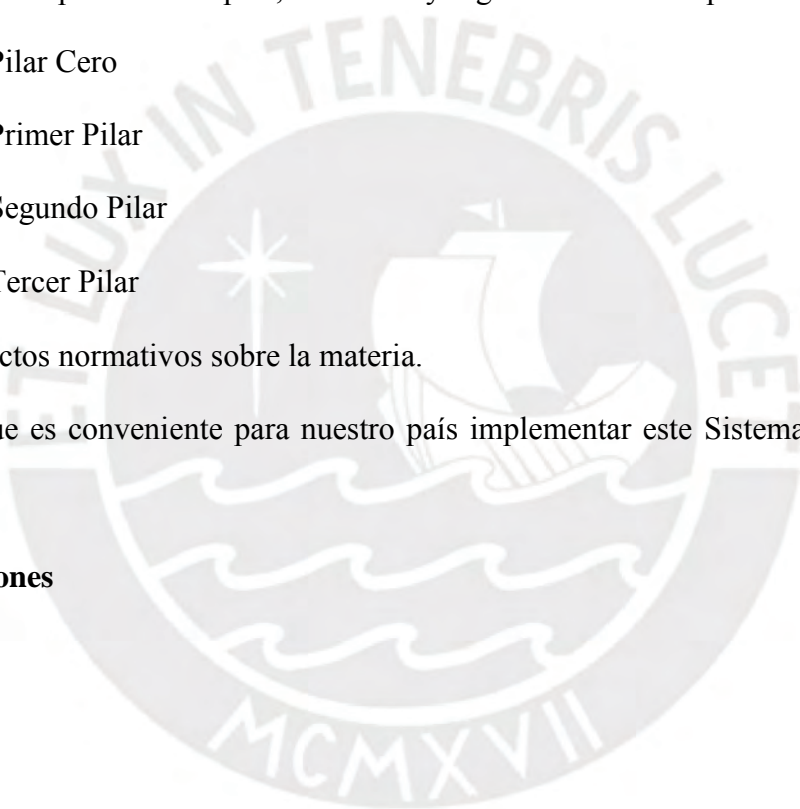 Pilar Cero
Primer Pilar
Segundo Pilar
Tercer Pilar
ctos normativos sobre la materia.
ue es conveniente para nuestro país implementar este Sistema
ones
ET LUX IN TENEBRIS LUCET
MCMXVII